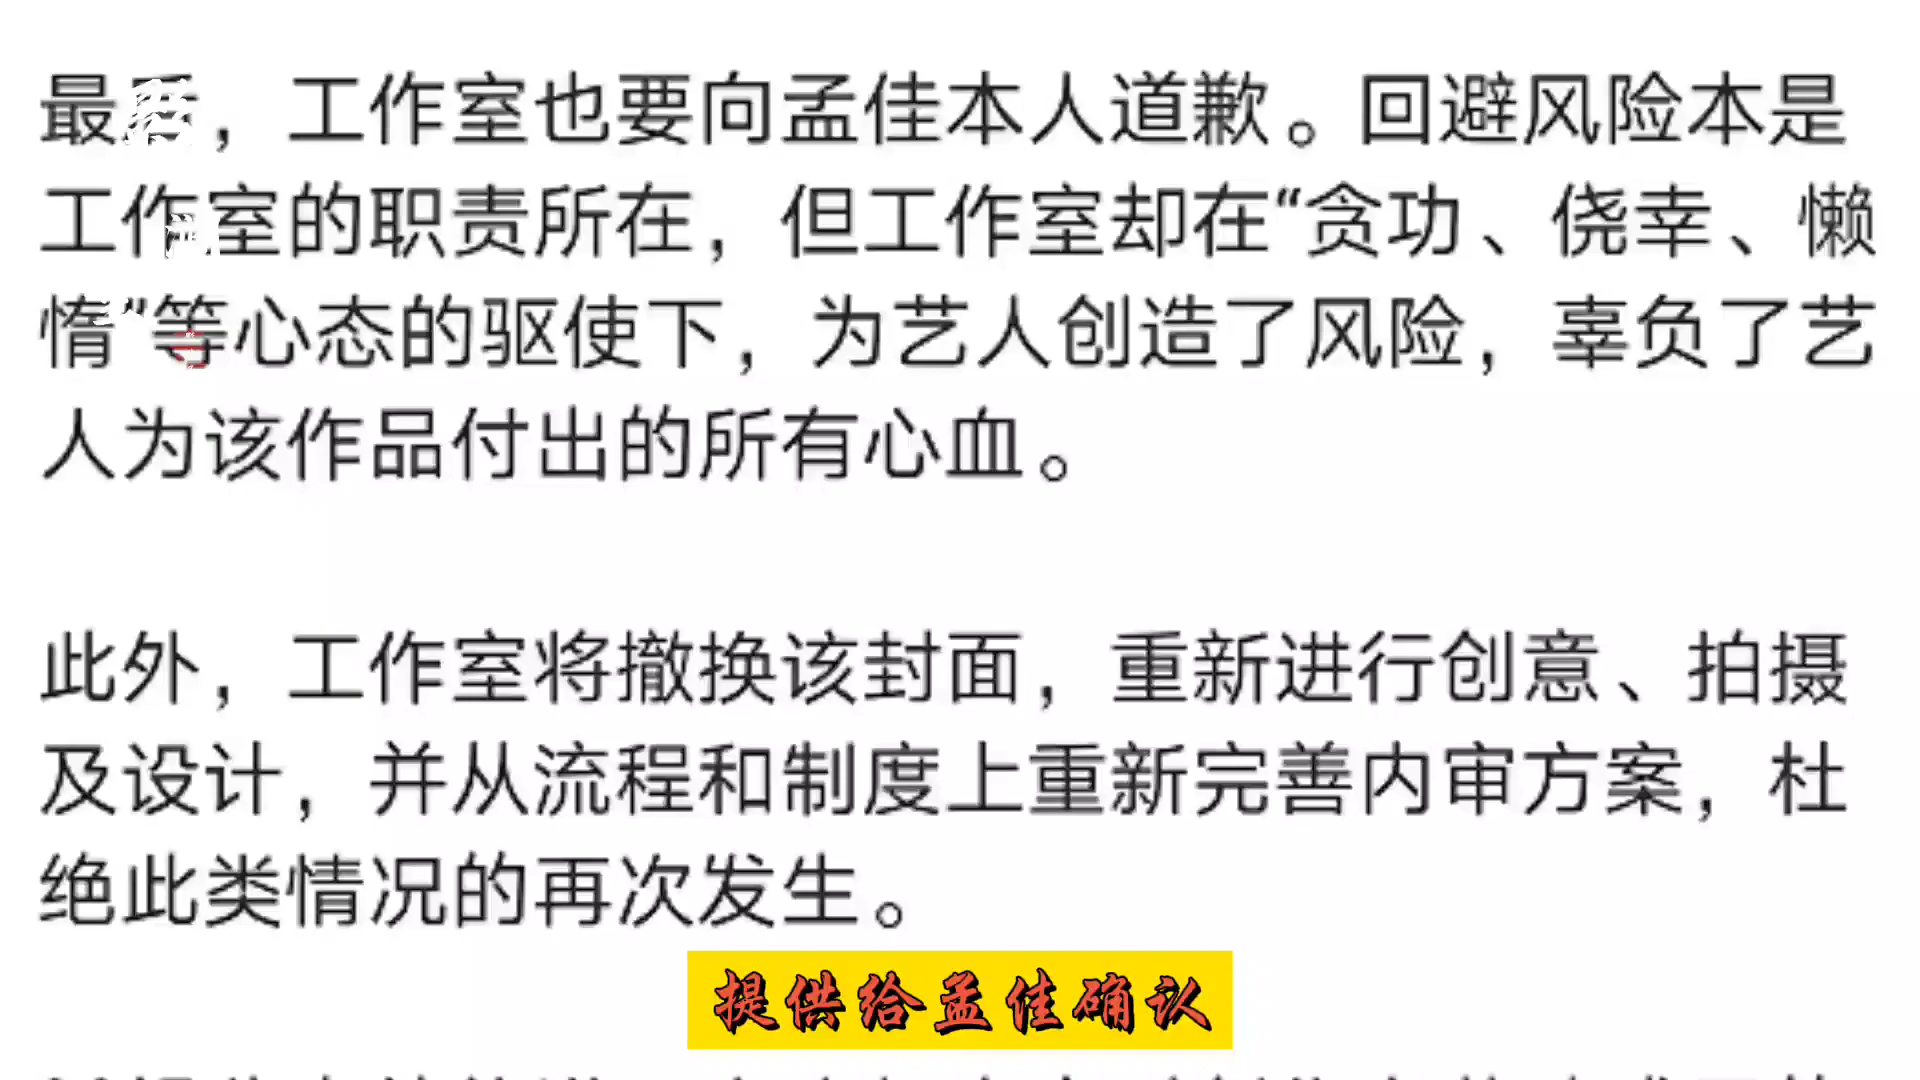 最后，工作室也要向孟佳本人道歉。回避风险本是
工作室的职责所在，但工作室却在“贪功、侥幸、懒
惰”等心态的驱使下，为艺人创造了风险，辜负了艺
人为该作品付出的所有心血。
此外，工作室将撤换该封面，重新进行创意、拍摄
及设计，并从流程和制度上重新完善内审方案，杜
绝此类情况的再次发生。
提供给孟佳确认